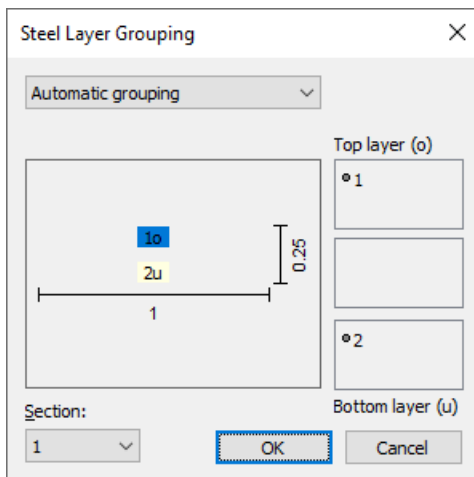 Steel Layer Grouping
Automatic grouping
Top layer (o)
1
1o
2u
0.25
1
2
Section:
Bottom layer (u)
1
OK
Cancel